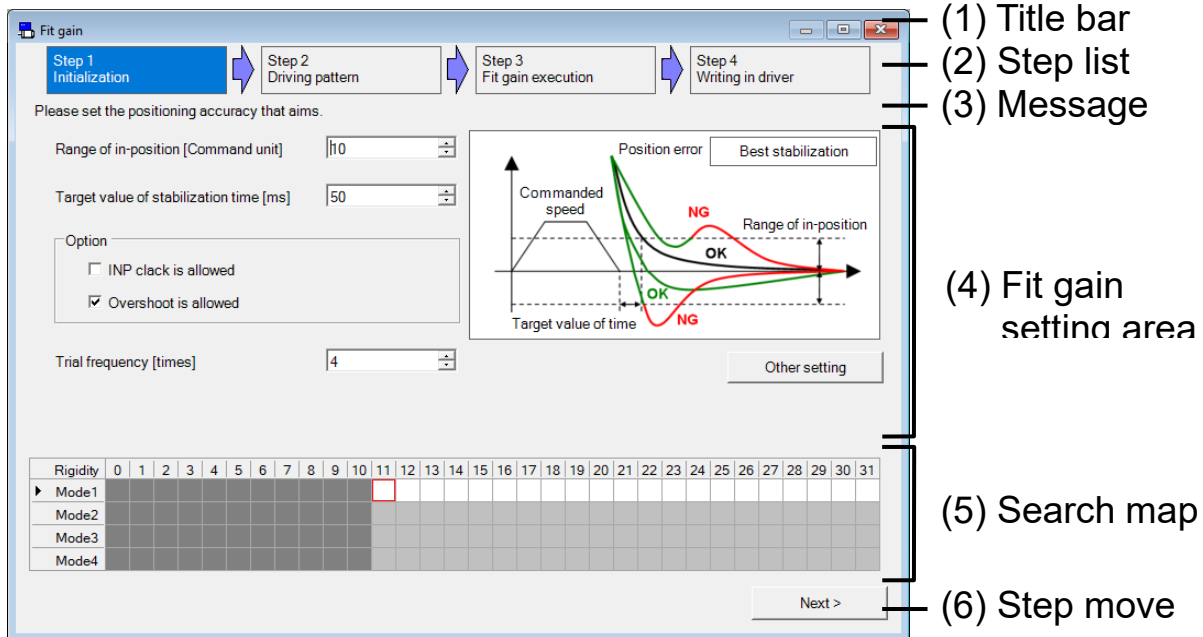 Fit gain
(1) Title bar
Step 1
Initialization
Step 2
Driving pattern
Step 3
Fit gain execution
Step 4
Writing in driver
(2) Step list
Please set the positioning accuracy that aims.
(3) Message
Range of in-position [Command unit]
10
Target value of stabilization time [ms]
50
Option
INP clack is allowed
Overshoot is allowed
Trial frequency [times]
4
Position error
Best stabilization
Commanded
speed
NG
Range of in-position
OK
OK
NG
Target value of time
Other setting
(4) Fit gain
setting area
Rigidity 0 1 2 3 4 5 6 7 8 9 10 11 12 13 14 15 16 17 18 19 20 21 22 23 24 25 26 27 28 29 30 31
Mode1
Mode2
Mode3
Mode4
(5) Search map
Next >
(6) Step move